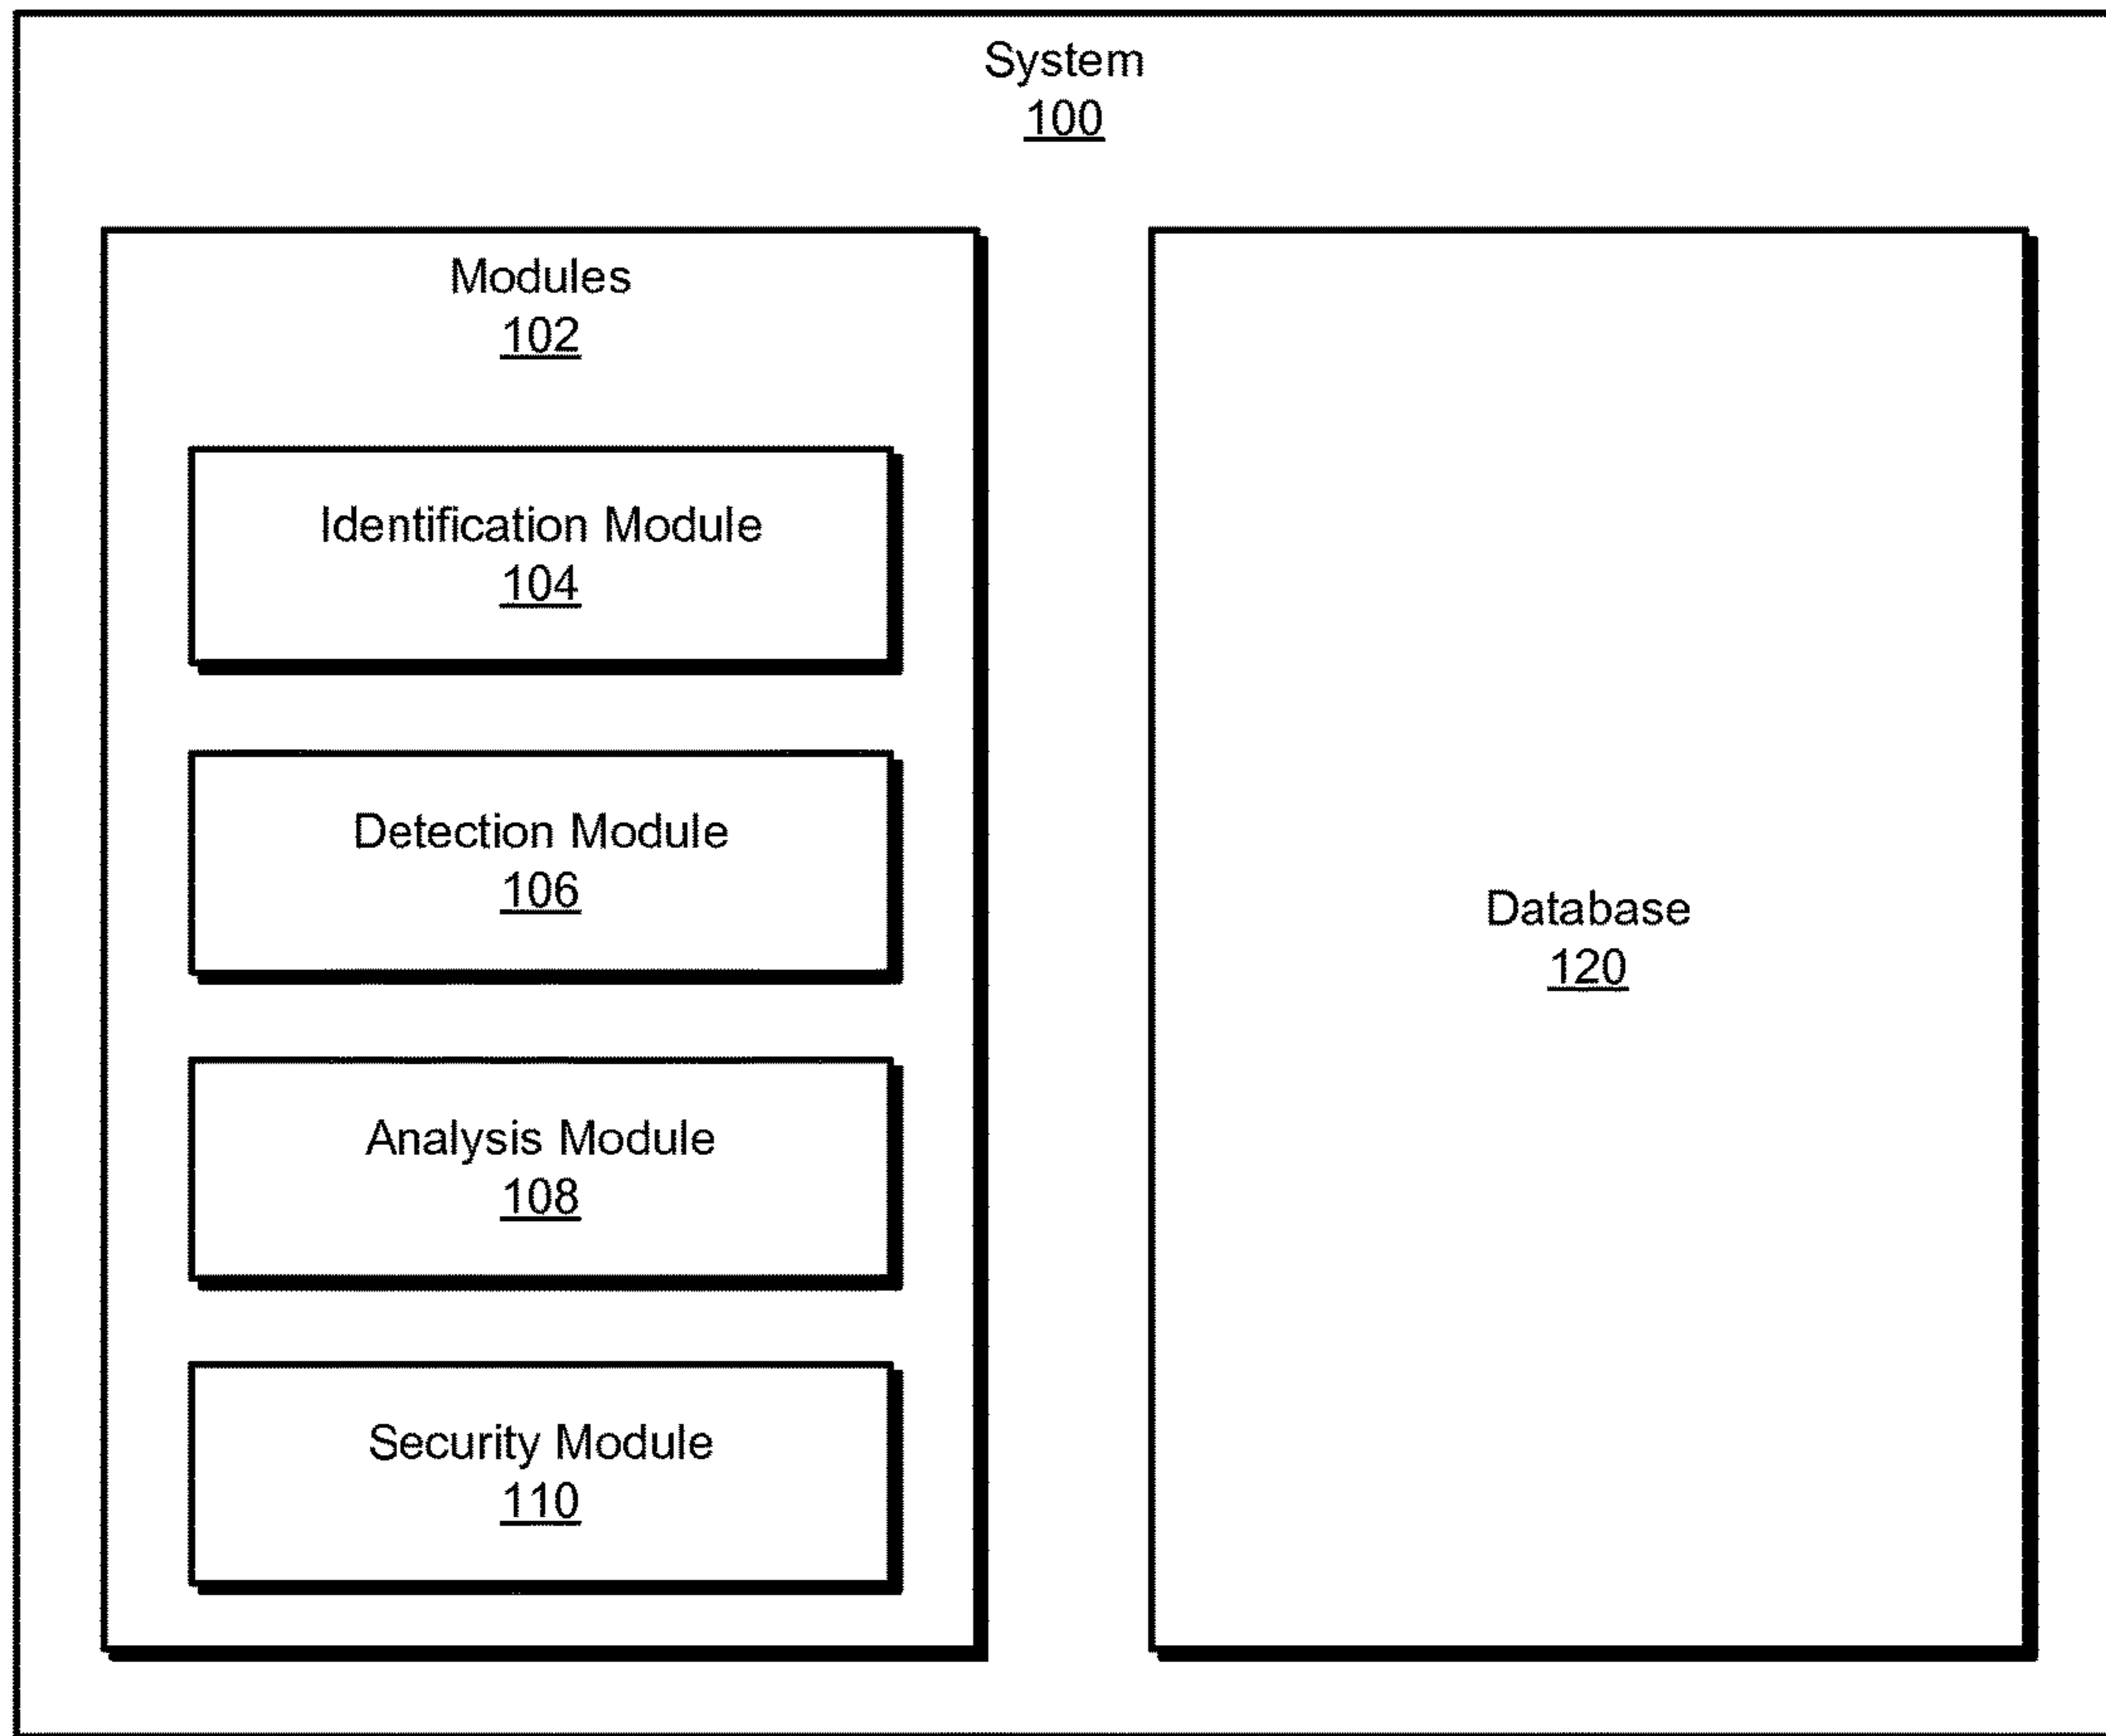 System
100
Modules
102
Identification Module
104
Detection Module
106
Analysis Module
108
Security Module
110
Database
120